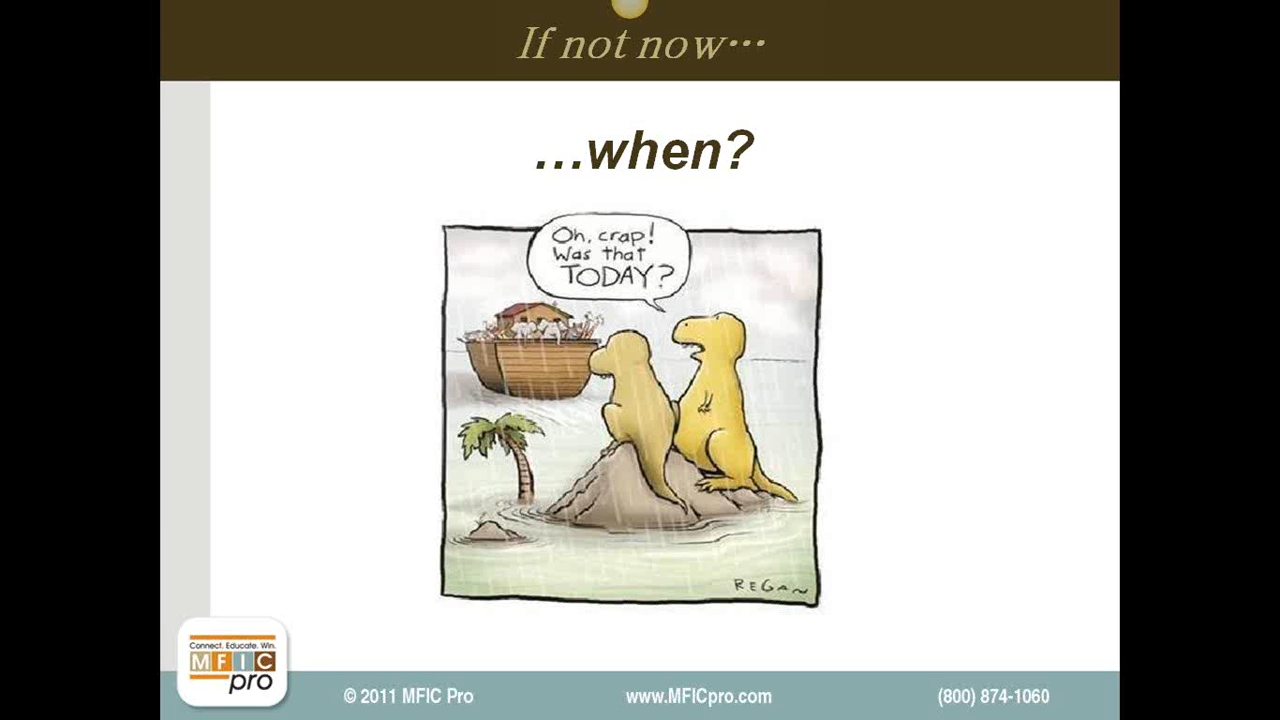 If not now…
…when?
Oh, crap!
Was that
TODAY?
REGAN
Connect. Educate. Win.
MFIC
pro
© 2011 MFIC Pro
www.MFICpro.com
(800) 874-1060